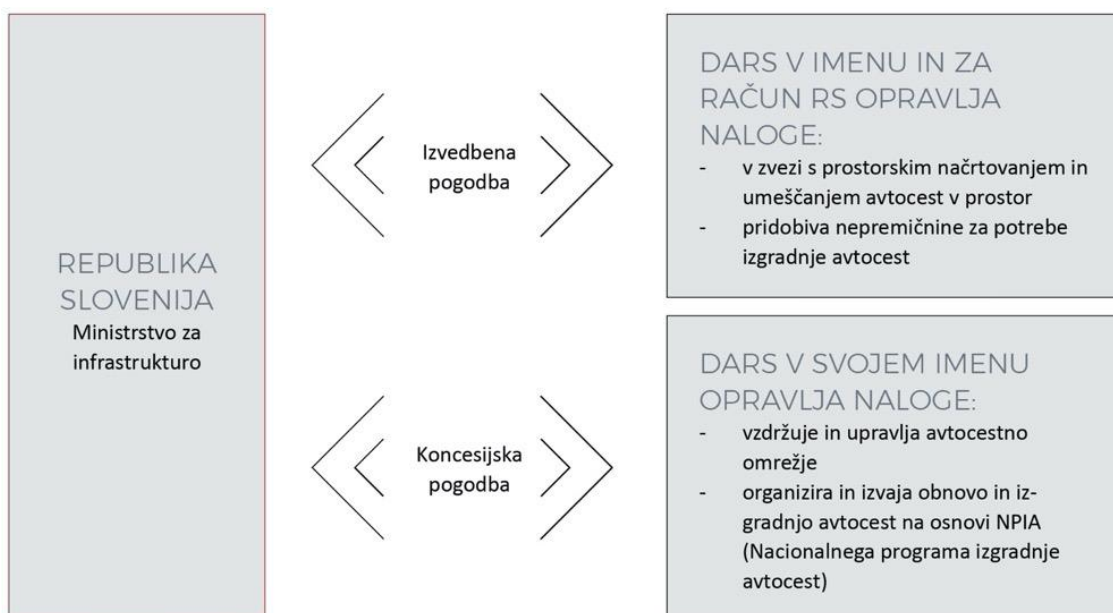 REPUBLIKA
SLOVENIJA
Ministrstvo za
infrastrukturo
Izvedbena
pogodba
DARS V IMENU IN ZA
RAČUN RS OPRAVLJA
NALOGE:
- v zvezi s prostorskim načrtovanjem in
umeščanjem avtocest v prostor
- pridobiva nepremičnine za potrebe
izgradnje avtocest
Koncesijska
pogodba
DARS V SVOJEM IMENU
OPRAVLJA NALOGE:
- vzdržuje in upravlja avtocestno
omrežje
- organizira in izvaja obnovo in iz-
gradnjo avtocest na osnovi NPIA
(Nacionalnega programa izgradnje
avtocest)